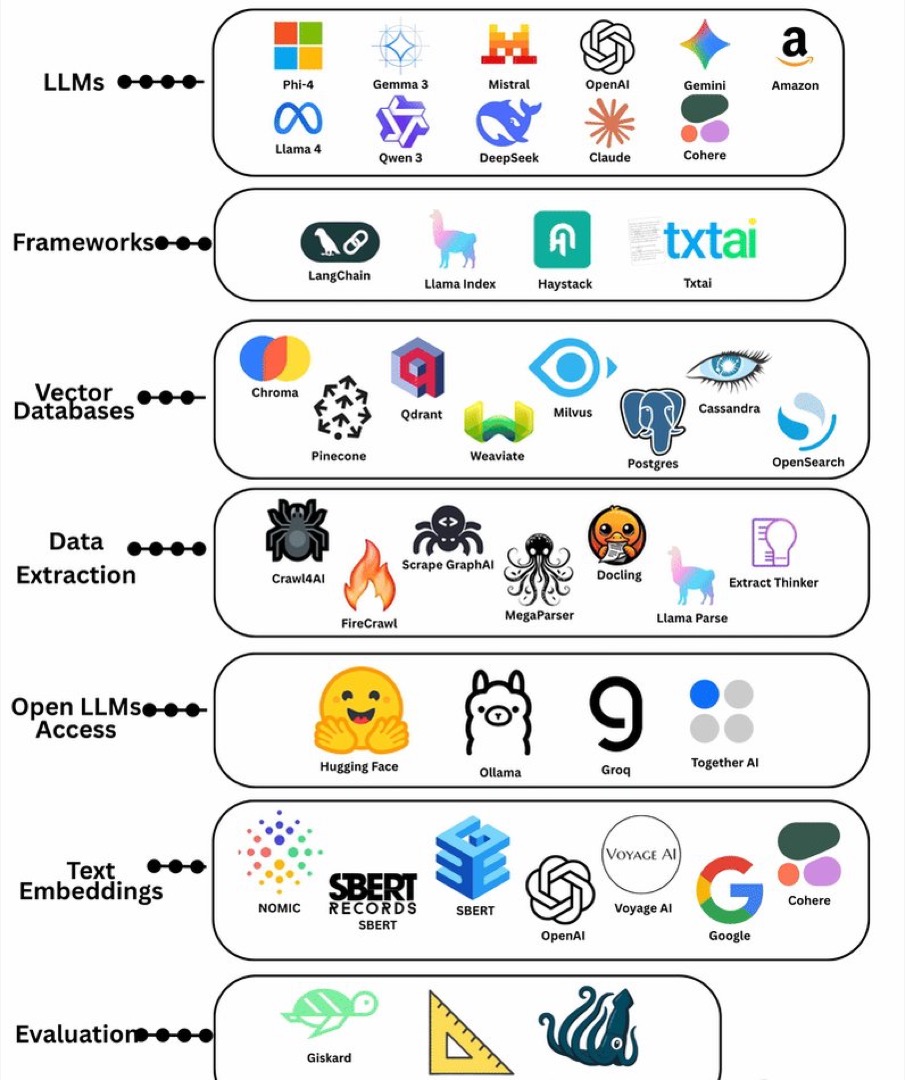 LLMs
Phi-4
Gemma 3
Mistral
OpenAI
Gemini
a
Amazon
Llama 4
Qwen 3
DeepSeek
Claude
Cohere
Frameworks
LangChain
Llama Index
Haystack
txtai
Txtai
Vector
Databases
Chroma
Pinecone
Qdrant
Weaviate
Milvus
Postgres
Cassandra
OpenSearch
Data
Extraction
Crawl4AI
FireCrawl
Scrape GraphAI
MegaParser
Docling
Llama Parse
Extract Thinker
Open LLMs
Access
Hugging Face
Ollama
Groq
Together AI
Text
Embeddings
NOMIC
SBERT
RECORDS
SBERT
SBERT
OpenAI
VOYAGE AI
Voyage AI
Google
Cohere
Evaluation
Giskard